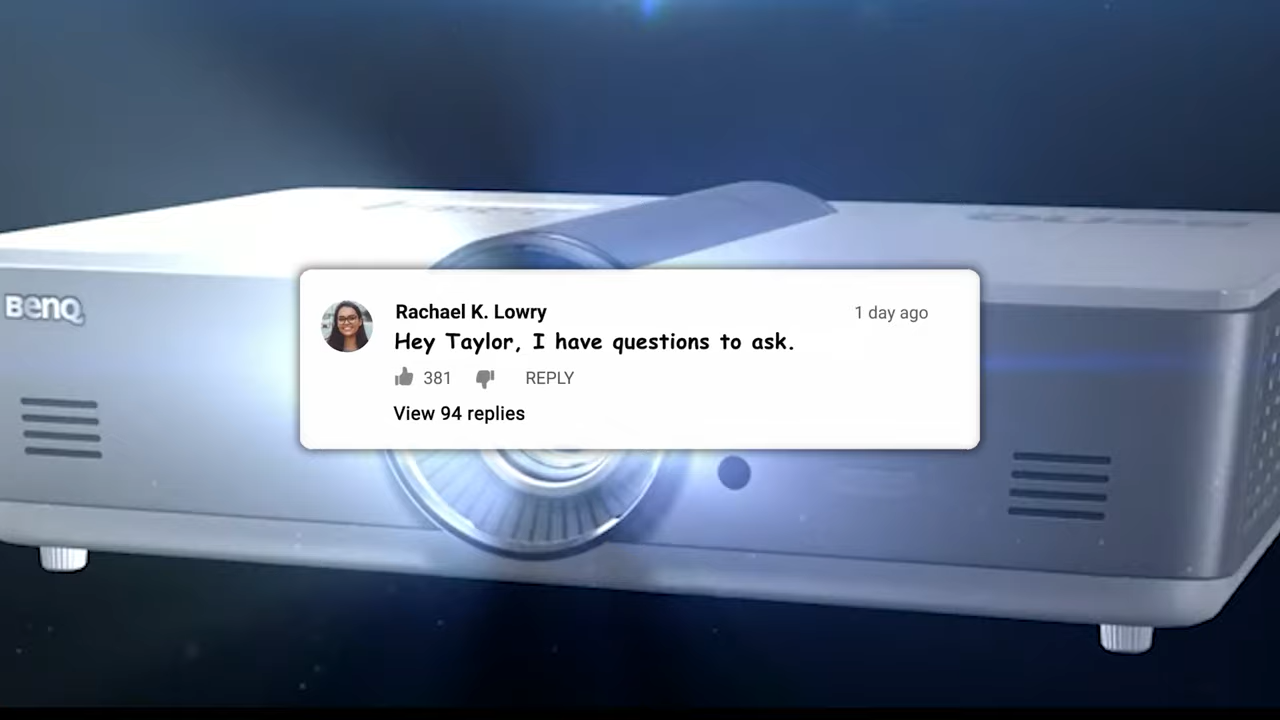 BenQ
Rachael K. Lowry
1 day ago
Hey Taylor, I have questions to ask.
381
REPLY
View 94 replies